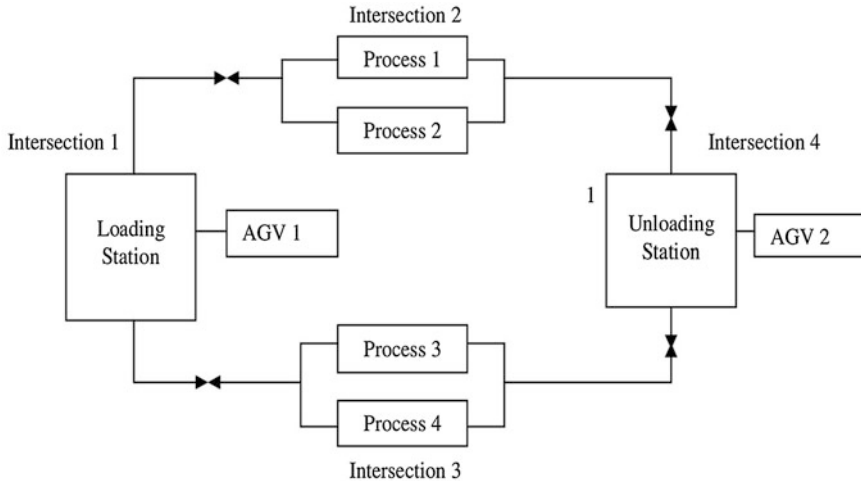 Intersection 2
Process 1
Process 2
Intersection 1
Intersection 4
Loading
Station
AGV 1
1
Unloading
Station
AGV 2
Process 3
Process 4
Intersection 3